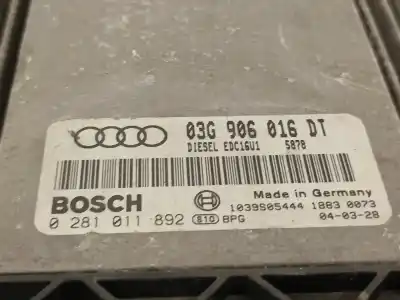 03G 906 016 DT
DIESEL EDC16U1 5878
BOSCH
Made in Germany
0 281 011 892 610 BPG
1039S05444 1883 0073
04-03-28